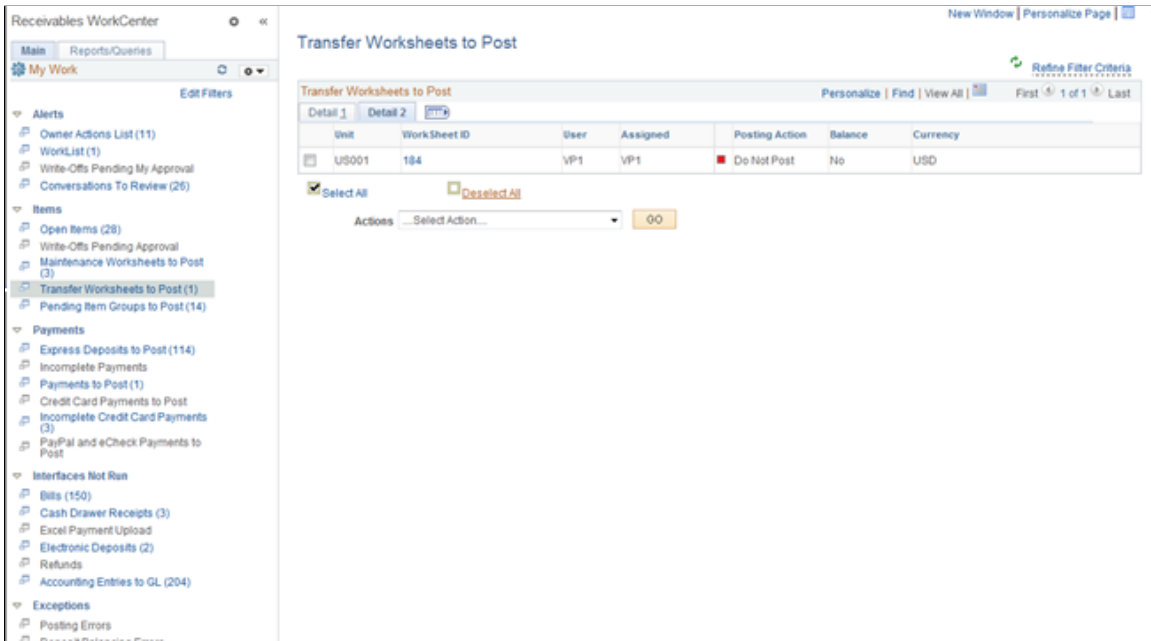 New Window | Personalize Page |
Receivables WorkCenter
Main Reports/Queries
My Work
Edit Filters
Alerts
Owner Actions List (11)
WorkList (1)
Write-Offs Pending My Approval
Conversations To Review (26)
Items
Open Items (28)
Write-Offs Pending Approval
Maintenance Worksheets to Post
(3)
Transfer Worksheets to Post (1)
Pending Item Groups to Post (14)
Payments
Express Deposits to Post (114)
Incomplete Payments
Payments to Post (1)
Credit Card Payments to Post
Incomplete Credit Card Payments
(3)
PayPal and eCheck Payments to
Post
Interfaces Not Run
Bills (150)
Cash Drawer Receipts (3)
Excel Payment Upload
Electronic Deposits (2)
Refunds
Accounting Entries to GL (204)
Exceptions
Posting Errors
Deposit Balancing Errors
Transfer Worksheets to Post
Refine Filter Criteria
Transfer Worksheets to Post Personalize | Find | View All | First 1 of 1 Last
Detail 1 Detail 2
Unit WorkSheet ID User Assigned Posting Action Balance Currency
US001 184 VP1 VP1 Do Not Post No USD
Select All Deselect All
Actions ....Select Action.... GO